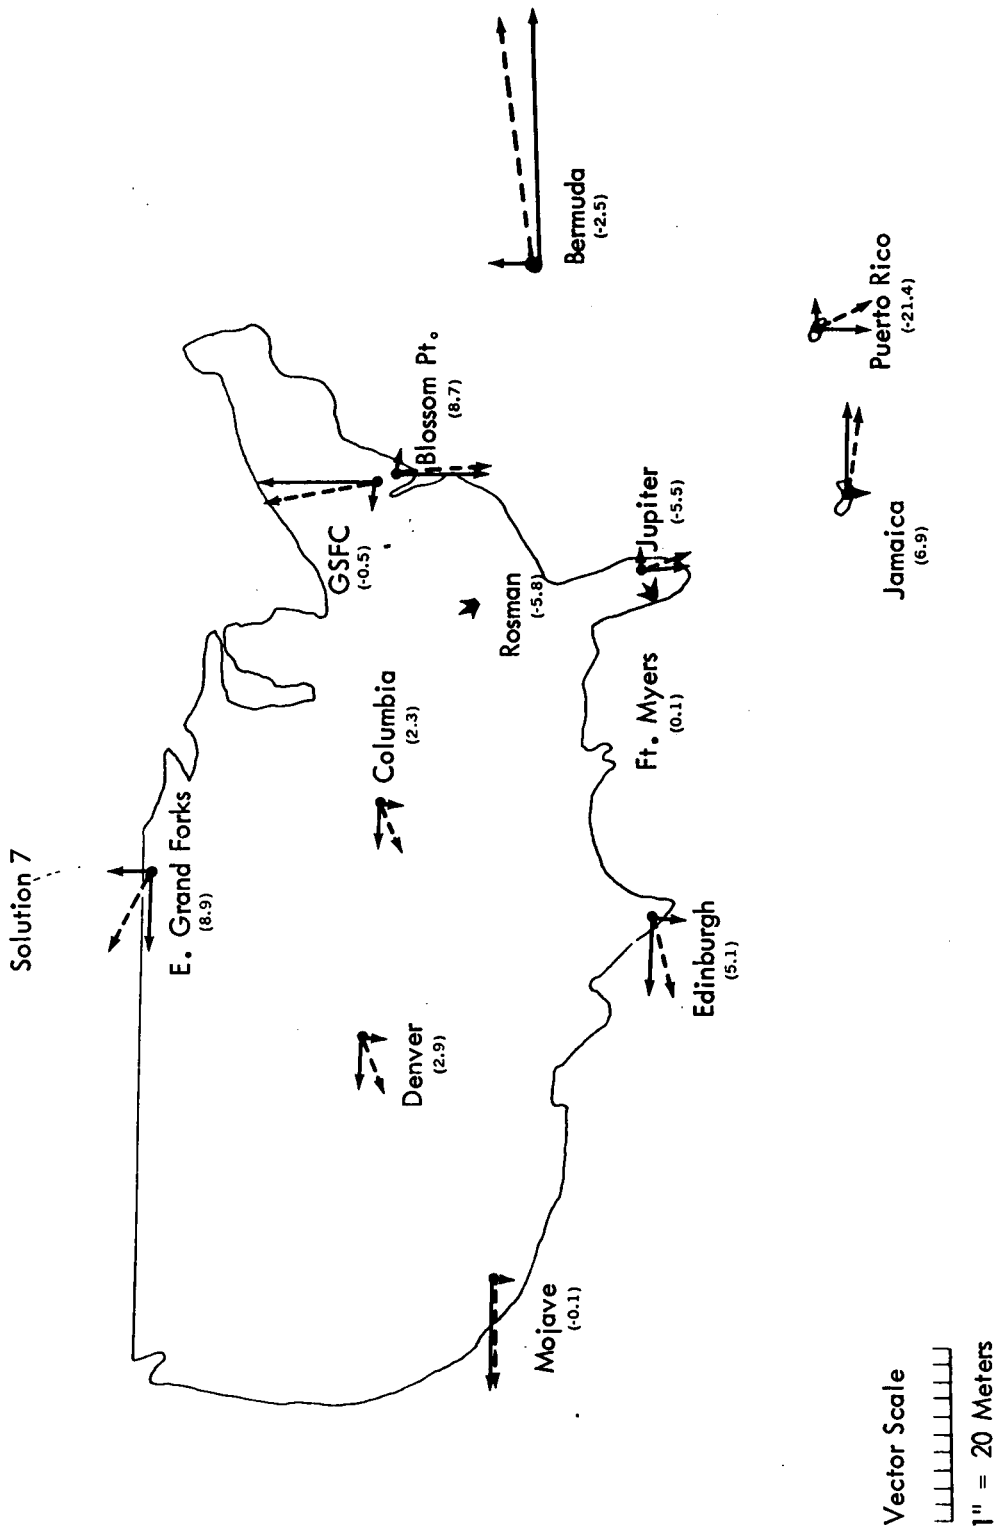 Solution 7
E. Grand Forks
(8.9)
GSFC
(-0.5)
Blossom Pt.
(8.7)
Bermuda
(-2.5)
Denver
(2.9)
Columbia
(2.3)
Rosman
(-5.8)
Mojave
(-0.1)
Edinburgh
(5.1)
Ft. Myers
(0.1)
Jupiter
(-5.5)
Jamaica
(6.9)
Puerto Rico
(-21.4)
Vector Scale
1" = 20 Meters